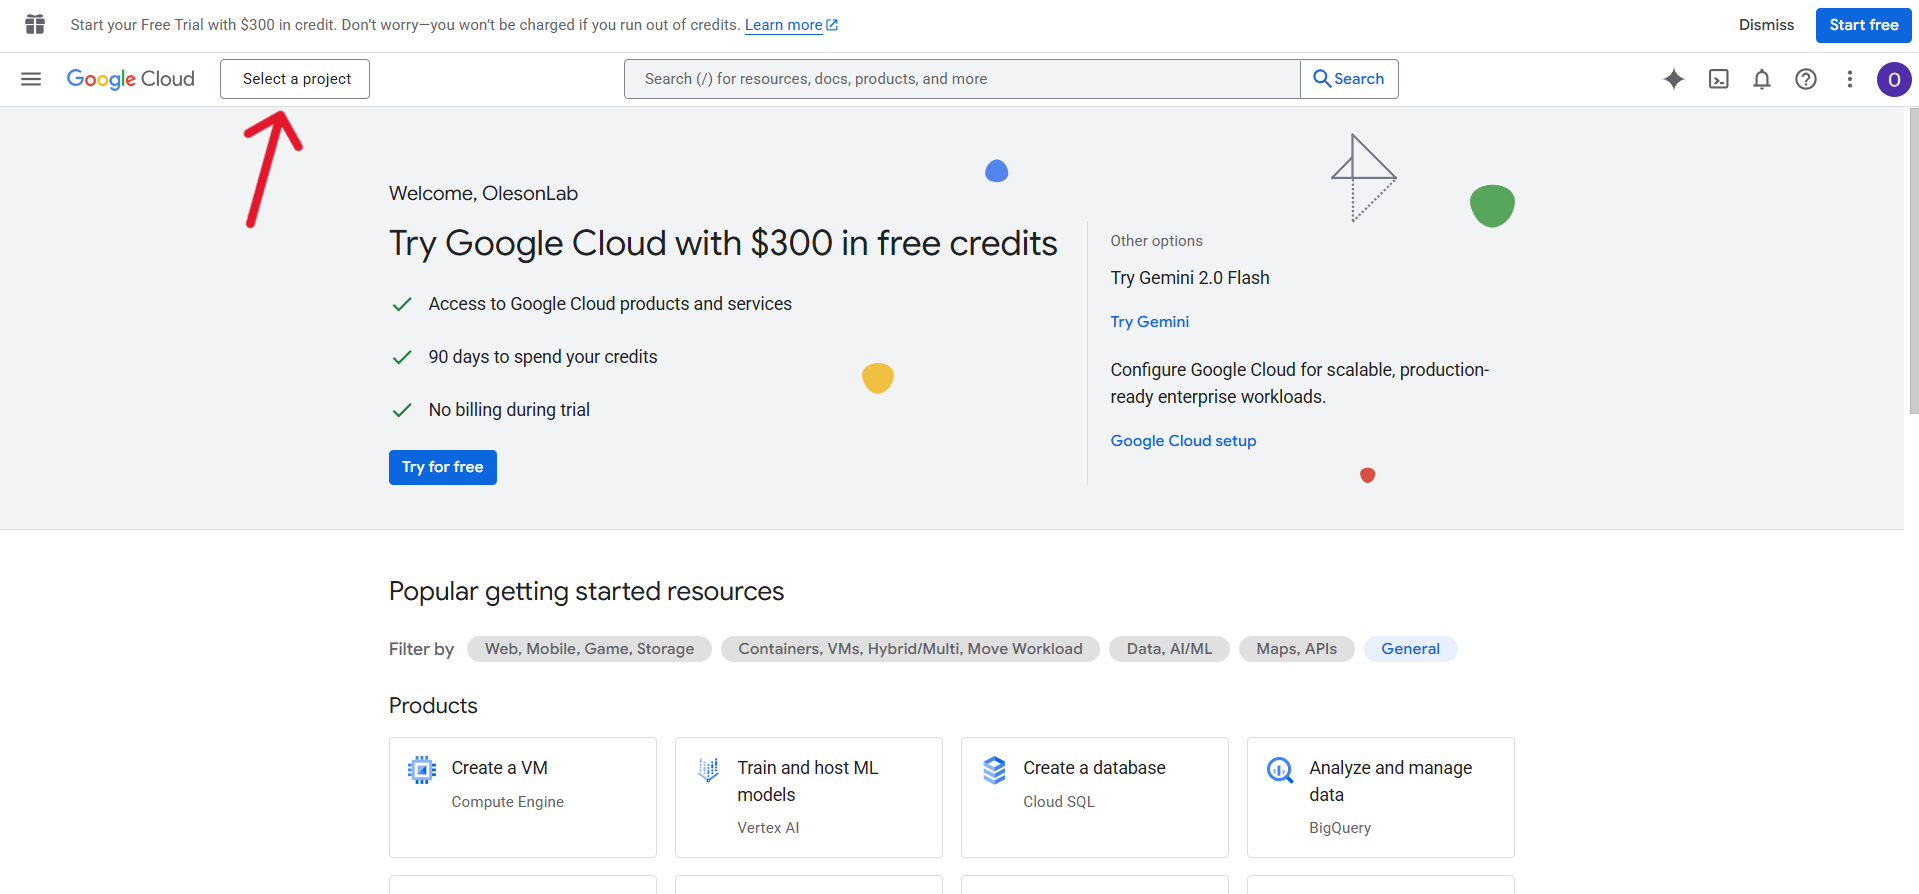 Start your Free Trial with $300 in credit. Don't worry—you won't be charged if you run out of credits. Learn more
Dismiss
Start free
Google Cloud
Select a project
Search (/) for resources, docs, products, and more
Search
O
Welcome, OlesonLab
Try Google Cloud with $300 in free credits
Access to Google Cloud products and services
90 days to spend your credits
No billing during trial
Try for free
Other options
Try Gemini 2.0 Flash
Try Gemini
Configure Google Cloud for scalable, production-
ready enterprise workloads.
Google Cloud setup
Popular getting started resources
Filter by
Web, Mobile, Game, Storage
Containers, VMs, Hybrid/Multi, Move Workload
Data, AI/ML
Maps, APIs
General
Products
Create a VM
Compute Engine
Train and host ML
models
Vertex AI
Create a database
Cloud SQL
Analyze and manage
data
BigQuery